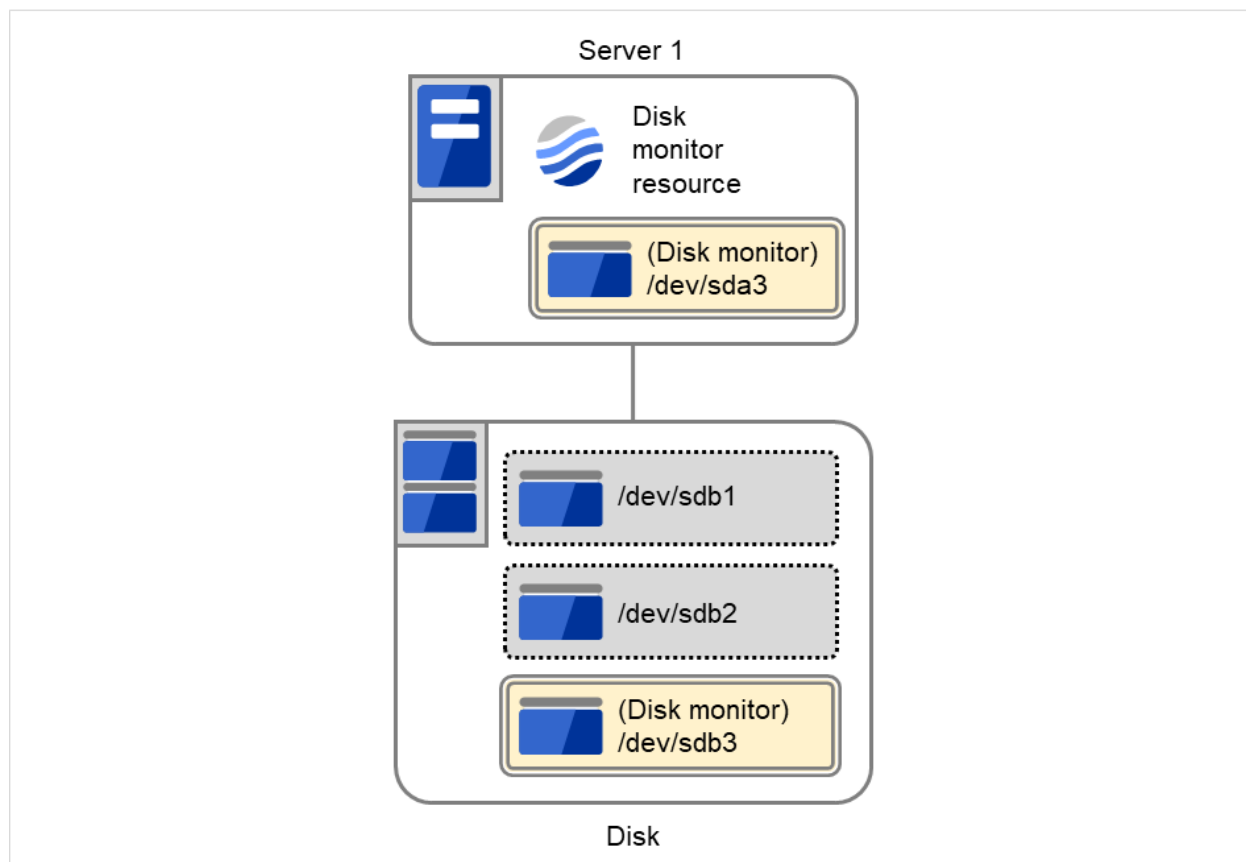 Server 1
Disk
monitor
resource
(Disk monitor)
/dev/sda3
/dev/sdb1
/dev/sdb2
(Disk monitor)
/dev/sdb3
Disk